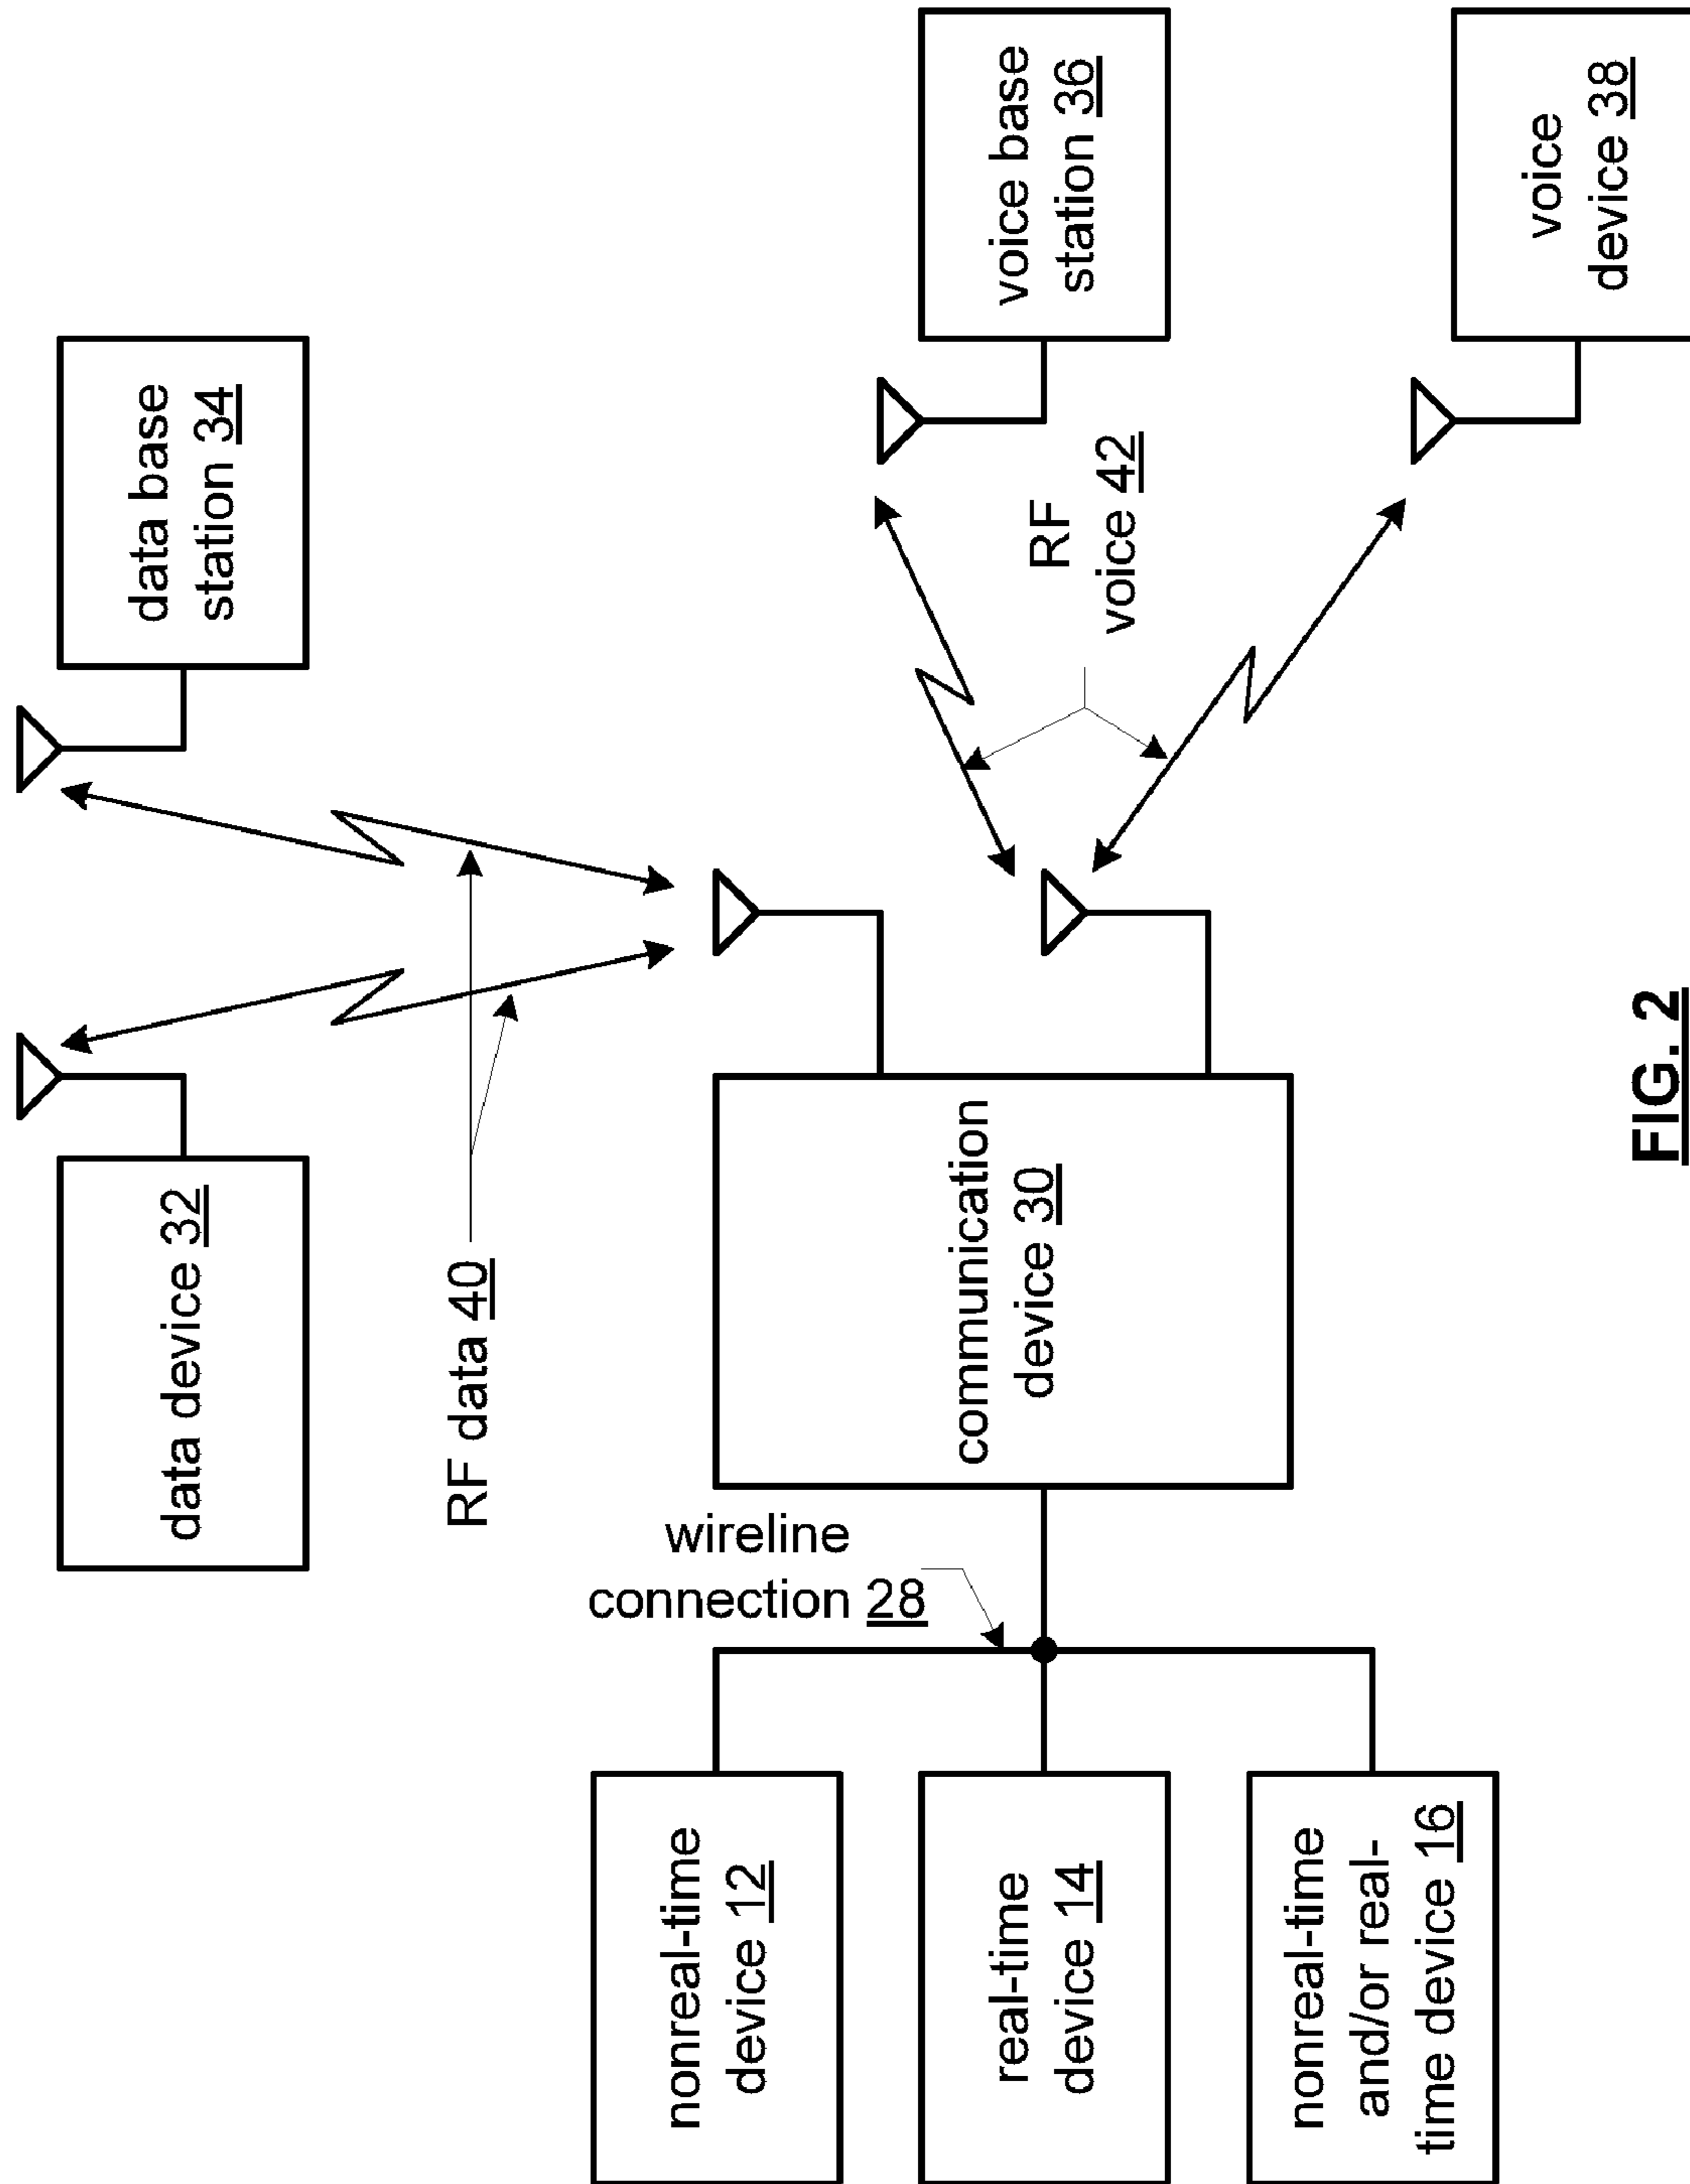 data device 32
data base
station 34
RF data 40
wireline
connection 28
nonreal-time
device 12
real-time
device 14
nonreal-time
and/or real-
time device 16
communication
device 30
RF
voice 42
voice base
station 36
voice
device 38
FIG. 2